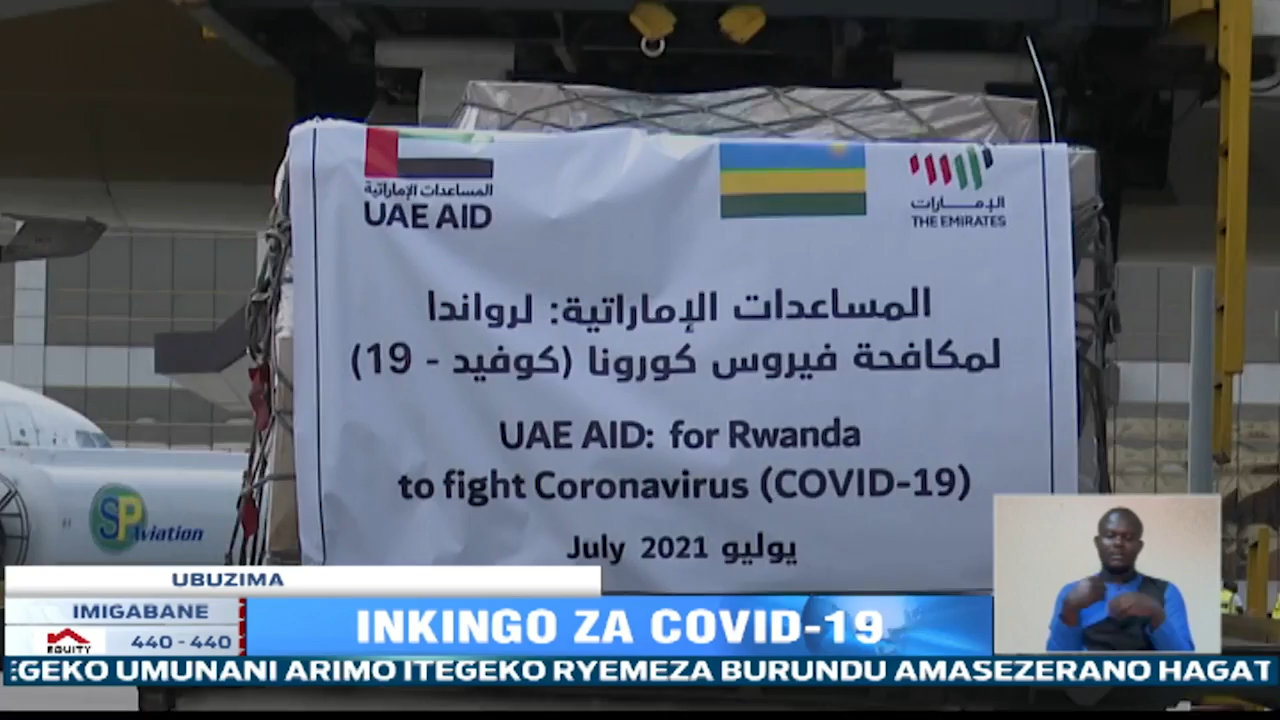 المساعدات الإماراتية
UAE AID
الإمارات
THE EMIRATES
المساعدات الإماراتية: لرواندا
لمكافحة فيروس كورونا (كوفيد - 19)
UAE AID: for Rwanda
to fight Coronavirus (COVID-19)
July 2021 يوليو
SP Aviation
UBUZIMA
IMIGABANE
EQUITY 440 - 440
INKINGO ZA COVID-19
EGEKO UMUNANI ARIMO ITEGEKO RYEMEZA BURUNDU AMASEZERANO HAGAT